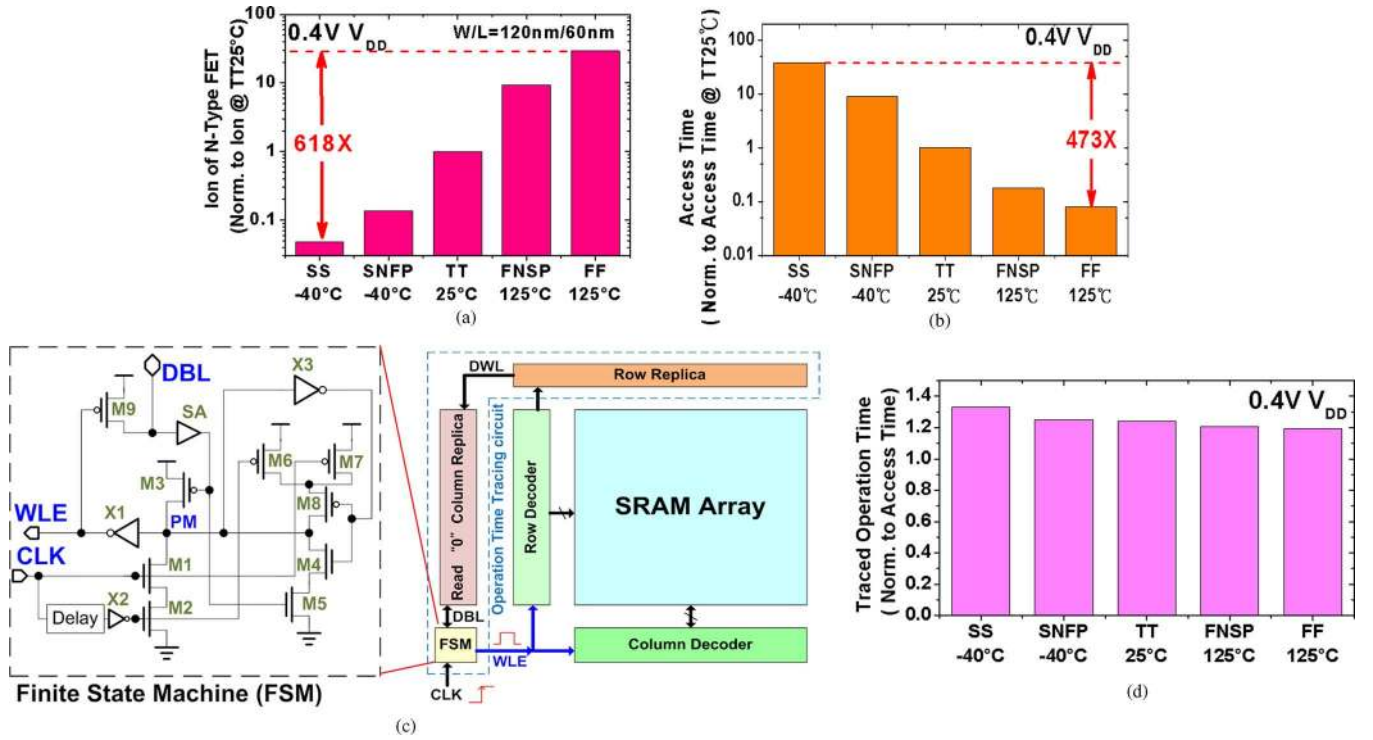 Ion of N-Type FET
(Norm. to Ion @ TT25°C)
100
10
1
0.1
0.4V VDD
W/L=120nm/60nm
618X
SS SNFP TT FNSP FF
-40°C -40°C 25°C 125°C 125°C
(a)
Access Time
( Norm. to Access Time @ TT25℃)
100
10
1
0.1
0.01
0.4V VDD
473X
SS SNFP TT FNSP FF
-40℃ -40℃ 25℃ 125℃ 125℃
(b)
DBL
X3
M9
SA
M6
M7
M3
M8
X1
WLE
PM
CLK
M1
M4
X2
M2
M5
Delay
Finite State Machine (FSM)
DWL
Row Replica
Read "0" Column Replica
Operation Time Tracing circuit
Row Decoder
SRAM Array
DBL
FSM
WLE
Column Decoder
CLK
(c)
Traced Operation Time
( Norm. to Access Time)
1.4
1.2
1.0
0.8
0.6
0.4
0.2
0.0
0.4V VDD
SS SNFP TT FNSP FF
-40°C -40°C 25°C 125°C 125°C
(d)